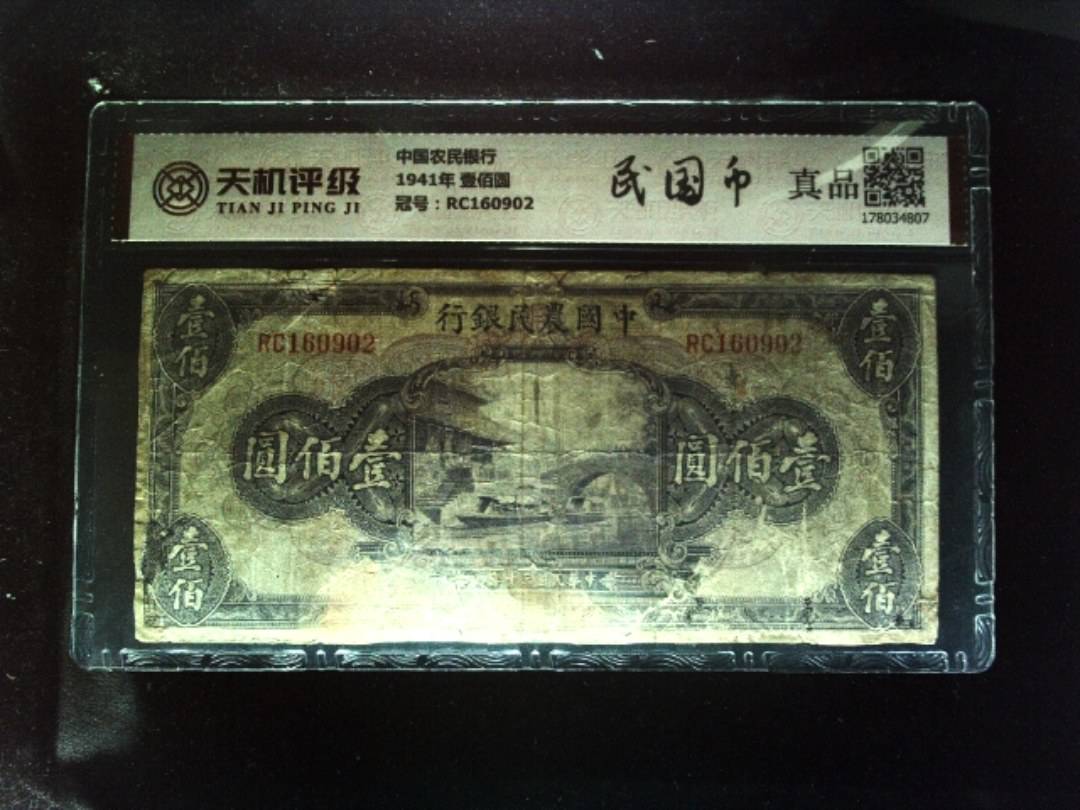 天机评级
TIAN JI PING JI
中国农民银行
1941年 壹佰圆
冠号：RC160902
民国币
真品
178034807
行銀民農國中
RC160902
RC160902
壹佰
壹佰
圓佰壹
圓佰壹
壹佰
壹佰